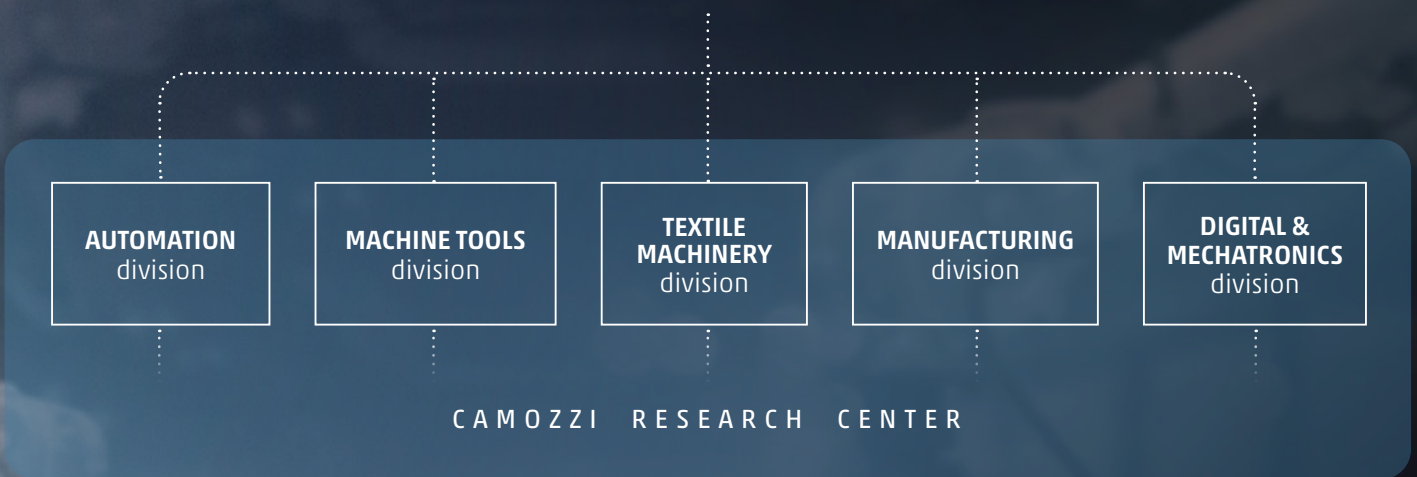 AUTOMATION
division
MACHINE TOOLS
division
TEXTILE
MACHINERY
division
MANUFACTURING
division
DIGITAL &
MECHATRONICS
division
CAMOZZI RESEARCH CENTER